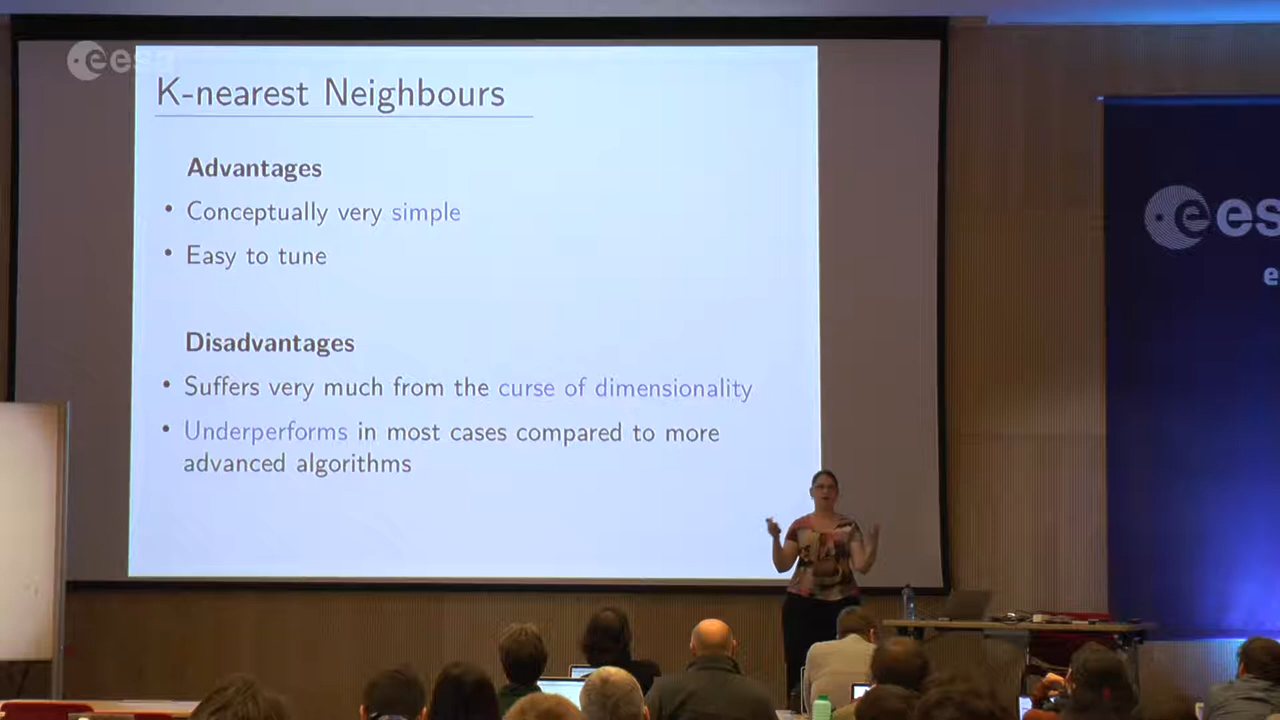 esa
K-nearest Neighbours
Advantages
• Conceptually very simple
• Easy to tune
Disadvantages
• Suffers very much from the curse of dimensionality
• Underperforms in most cases compared to more
advanced algorithms
es
e